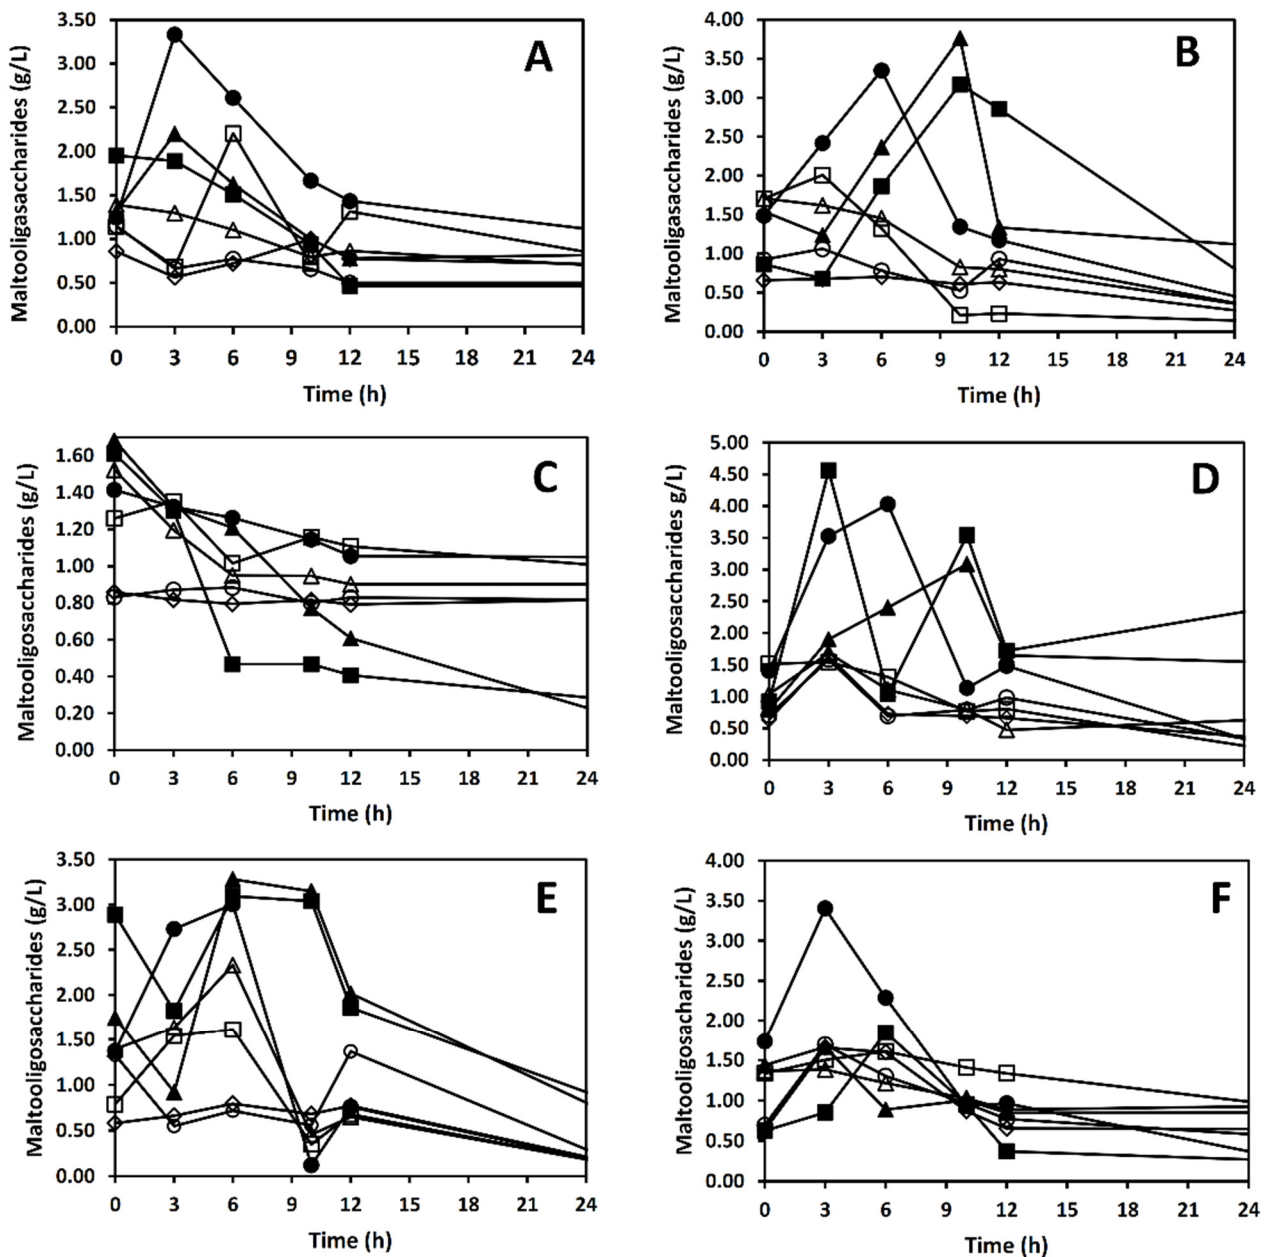 Maltooligasaccharides (g/L)
3.50
3.00
2.50
2.00
1.50
1.00
0.50
0.00
A
0 3 6 9 12 15 18 21 24
Time (h)
Maltooligasaccharides (g/L)
4.00
3.50
3.00
2.50
2.00
1.50
1.00
0.50
0.00
B
0 3 6 9 12 15 18 21 24
Time (h)
Maltooligosaccharides (g/L)
1.60
1.40
1.20
1.00
0.80
0.60
0.40
0.20
0.00
C
0 3 6 9 12 15 18 21 24
Time (h)
Maltooligosaccharides g/L)
5.00
4.50
4.00
3.50
3.00
2.50
2.00
1.50
1.00
0.50
0.00
D
0 3 6 9 12 15 18 21 24
Time (h)
Maltooligosaccharides (g/L)
3.50
3.00
2.50
2.00
1.50
1.00
0.50
0.00
E
0 3 6 9 12 15 18 21 24
Time (h)
Maltooligosacharides (g/L)
4.00
3.50
3.00
2.50
2.00
1.50
1.00
0.50
0.00
F
0 3 6 9 12 15 18 21 24
Time (h)